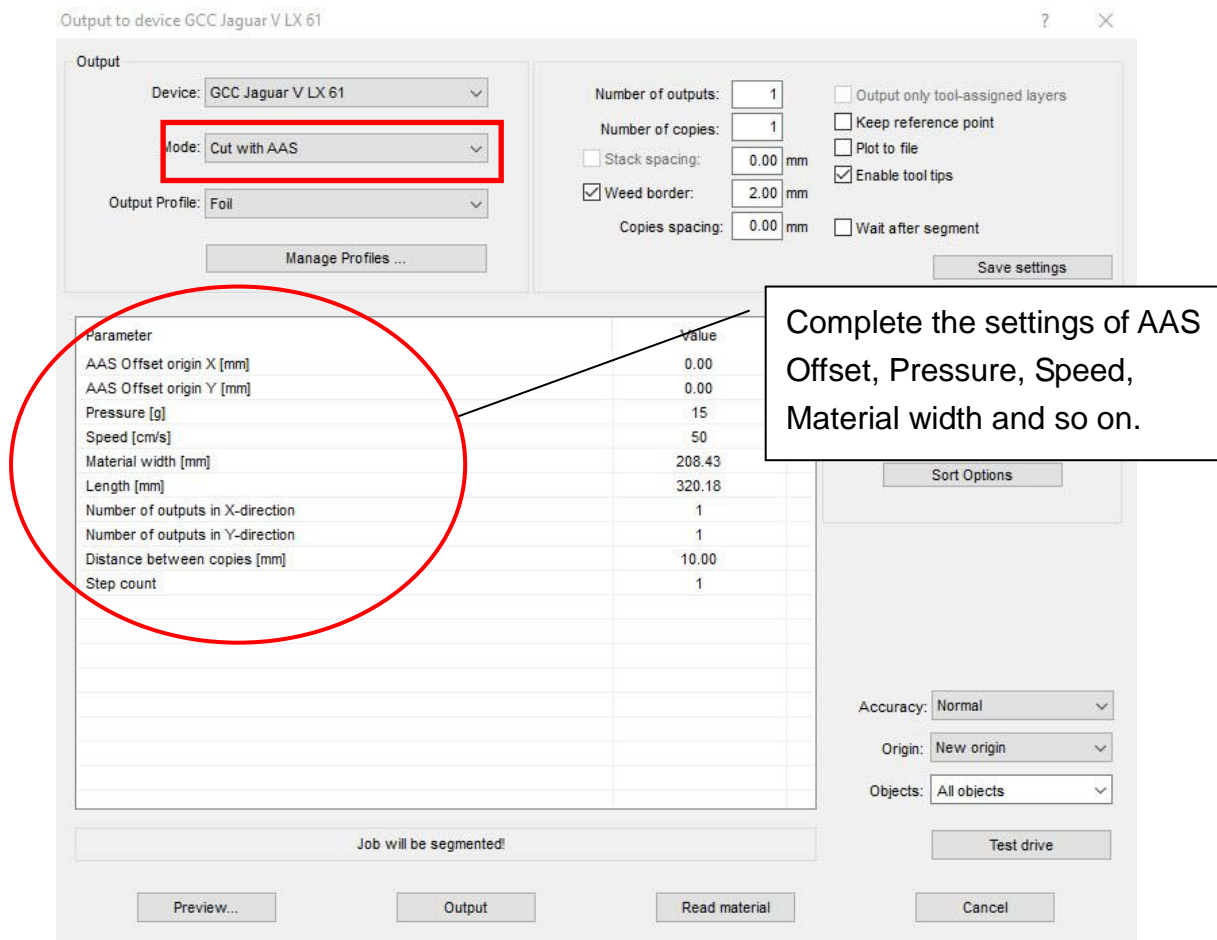 Output to device GCC Jaguar V LX 61
? ×
Output
Device: GCC Jaguar V LX 61
Mode: Cut with AAS
Output Profile: Foil
Manage Profiles ...
Number of outputs: 1
Number of copies: 1
Stack spacing: 0.00 mm
Weed border: 2.00 mm
Copies spacing: 0.00 mm
Output only tool-assigned layers
Keep reference point
Plot to file
Enable tool tips
Wait after segment
Save settings
Complete the settings of AAS
Offset, Pressure, Speed,
Material width and so on.
Parameter Value
AAS Offset origin X [mm] 0.00
AAS Offset origin Y [mm] 0.00
Pressure [g] 15
Speed [cm/s] 50
Material width [mm] 208.43
Length [mm] 320.18
Number of outputs in X-direction 1
Number of outputs in Y-direction 1
Distance between copies [mm] 10.00
Step count 1
Sort Options
Accuracy: Normal
Origin: New origin
Objects: All objects
Job will be segmented!
Test drive
Preview...
Output
Read material
Cancel